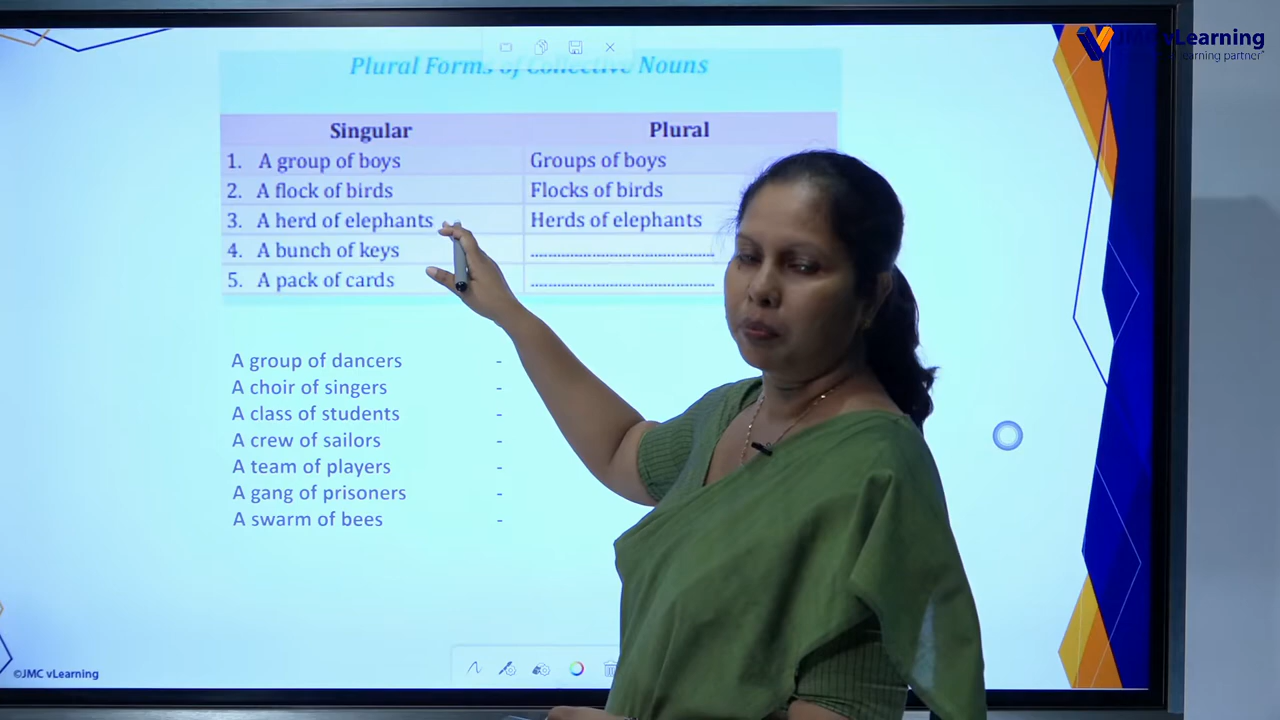 JMC vLearning
learning partner
Plural Forms of Collective Nouns
Singular Plural
1. A group of boys Groups of boys
2. A flock of birds Flocks of birds
3. A herd of elephants Herds of elephants
4. A bunch of keys ..........................................
5. A pack of cards ..........................................
A group of dancers -
A choir of singers -
A class of students -
A crew of sailors -
A team of players -
A gang of prisoners -
A swarm of bees -
©JMC vLearning